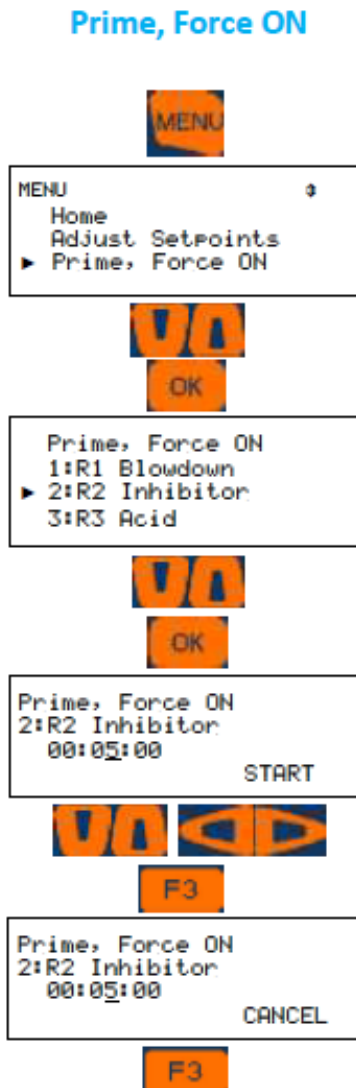 Prime, Force ON
MENU
MENU
Home
Adjust Setpoints
► Prime, Force ON
OK
Prime, Force ON
1:R1 Blowdown
► 2:R2 Inhibitor
3:R3 Acid
OK
Prime, Force ON
2:R2 Inhibitor
00:05:00
START
F3
Prime, Force ON
2:R2 Inhibitor
00:05:00
CANCEL
F3